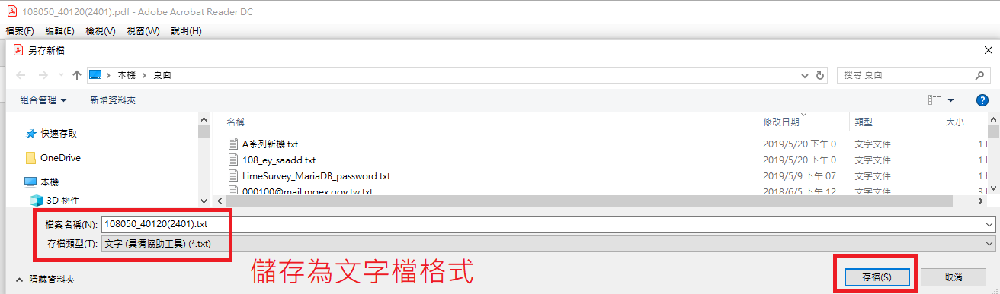 108050_40120(2401).pdf - Adobe Acrobat Reader DC
檔案(F) 編輯(E) 檢視(V) 視窗(W) 說明(H)
另存新檔
本機 > 桌面
搜尋 桌面
組合管理 新增資料夾
名稱 修改日期 類型 大小
快速存取
OneDrive
本機
3D 物件
A系列新機.txt 2019/5/20 下午 0... 文字文件 1
108_ey_saadd.txt 2019/5/20 下午 0... 文字文件 1
LimeSurvey_MariaDB_password.txt 2019/5/9 下午 07... 文字文件 1
000100@mail.moex.gov.tw.txt 2018/6/5 下午 12... 文字文件 3
檔案名稱(N): 108050_40120(2401).txt
存檔類型(T): 文字 (具備協助工具) (*.txt)
儲存為文字檔格式
隱藏資料夾 存檔(S) 取消